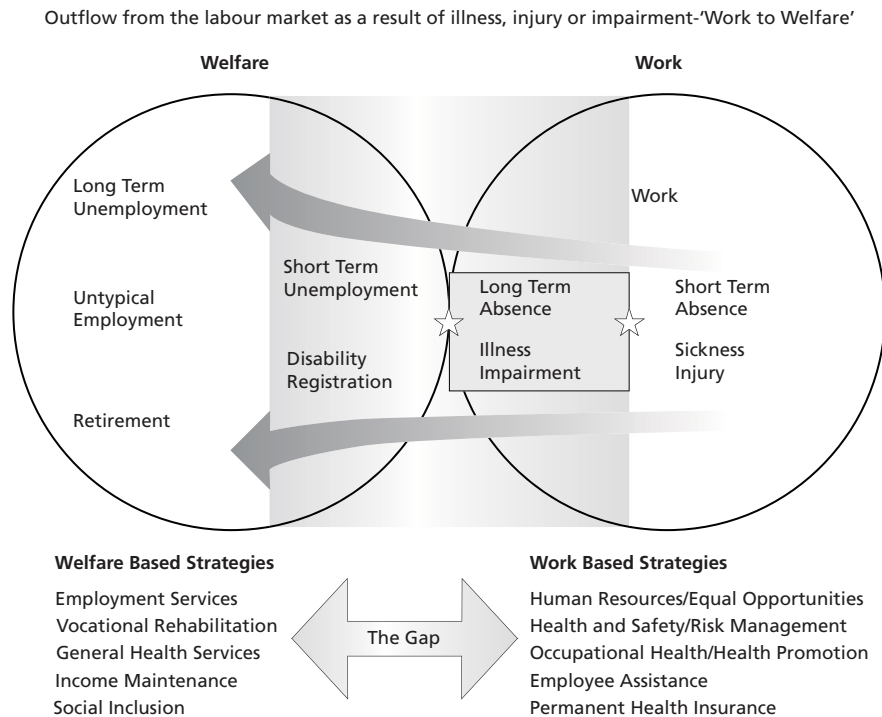 Outflow from the labour market as a result of illness, injury or impairment-‘Work to Welfare’
Welfare
Work
Long Term
Unemployment
Untypical
Employment
Retirement
Short Term
Unemployment
Disability
Registration
Long Term
Absence
Illness
Impairment
Work
Short Term
Absence
Sickness
Injury
Welfare Based Strategies
Employment Services
Vocational Rehabilitation
General Health Services
Income Maintenance
Social Inclusion
The Gap
Work Based Strategies
Human Resources/Equal Opportunities
Health and Safety/Risk Management
Occupational Health/Health Promotion
Employee Assistance
Permanent Health Insurance